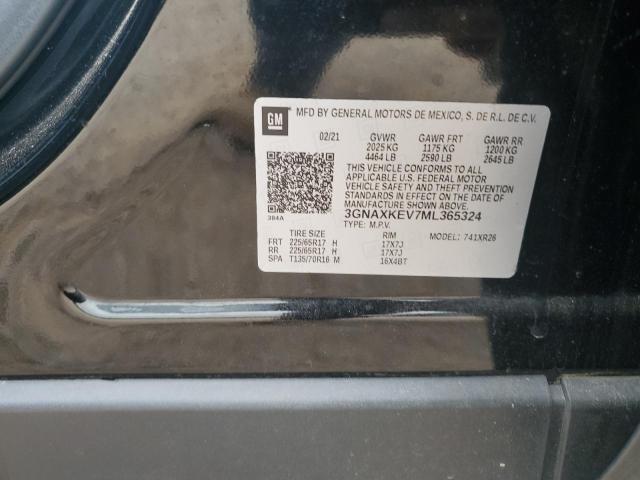 GM
MFD BY GENERAL MOTORS DE MEXICO, S. DE R.L. DE C.V.
02/21 GVWR GAWR FRT GAWR RR
2025 KG 1175 KG 1200 KG
4464 LB 2590 LB 2645 LB
THIS VEHICLE CONFORMS TO ALL
APPLICABLE U.S. FEDERAL MOTOR
VEHICLE SAFETY AND THEFT PREVENTION
STANDARDS IN EFFECT ON THE DATE OF
MANUFACTURE SHOWN ABOVE.
384A 3GNAXKEV7ML365324
TYPE: M.P.V.
TIRE SIZE RIM MODEL: 741XR26
FRT 225/65R17 H 17X7J
RR 225/65R17 H 17X7J
SPA T135/70R16 M 16X4BT